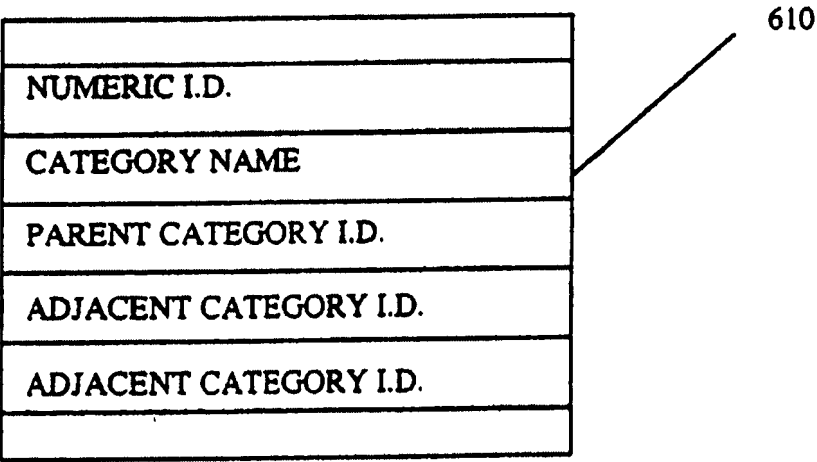 610
NUMERIC I.D.
CATEGORY NAME
PARENT CATEGORY I.D.
ADJACENT CATEGORY I.D.
ADJACENT CATEGORY I.D.